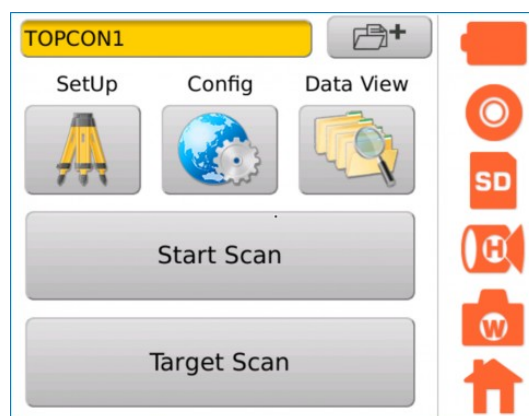 TOPCON1
SetUp Config Data View
SD
Start Scan
H
W
Target Scan